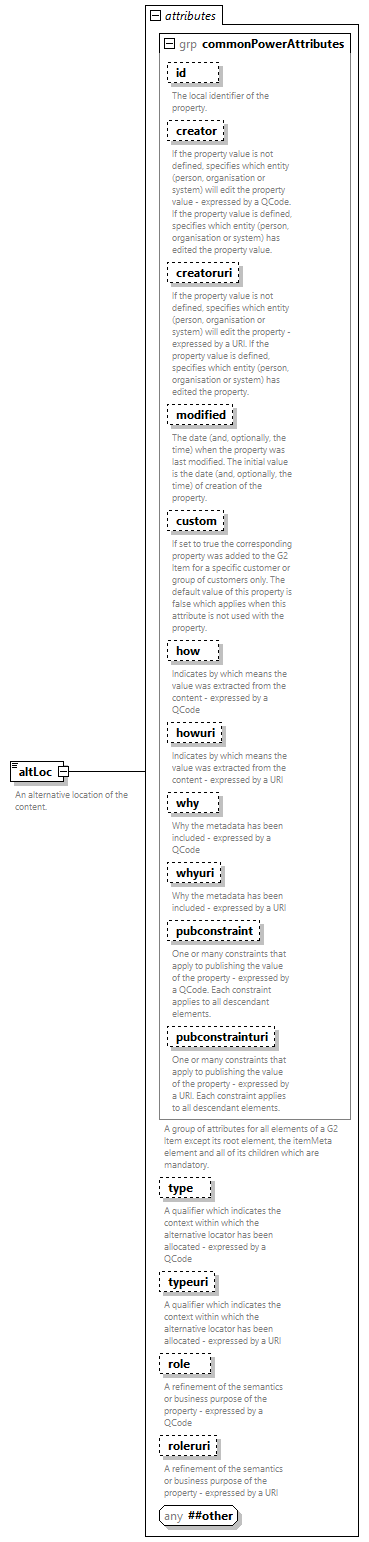 attributes
grp commonPowerAttributes
id
The local identifier of the
property.
creator
If the property value is not
defined, specifies which entity
(person, organisation or
system) will edit the property
value - expressed by a QCode.
If the property value is defined,
specifies which entity (person,
organisation or system) has
edited the property value.
creatoruri
If the property value is not
defined, specifies which entity
(person, organisation or
system) will edit the property -
expressed by a URI. If the
property value is defined,
specifies which entity (person,
organisation or system) has
edited the property.
modified
The date (and, optionally, the
time) when the property was
last modified. The initial value
is the date (and, optionally, the
time) of creation of the
property.
custom
If set to true the corresponding
property was added to the G2
Item for a specific customer or
group of customers only. The
default value of this property is
false which applies when this
attribute is not used with the
property.
how
Indicates by which means the
value was extracted from the
content - expressed by a
QCode
howuri
Indicates by which means the
value was extracted from the
content - expressed by a URI
altLoc
An alternative location of the
content.
why
Why the metadata has been
included - expressed by a
QCode
whyuri
Why the metadata has been
included - expressed by a URI
pubconstraint
One or many constraints that
apply to publishing the value
of the property - expressed by
a QCode. Each constraint
applies to all descendant
elements.
pubconstrainturi
One or many constraints that
apply to publishing the value
of the property - expressed by
a URI. Each constraint applies
to all descendant elements.
A group of attributes for all elements of a G2
Item except its root element, the itemMeta
element and all of its children which are
mandatory.
type
A qualifier which indicates the
context within which the
alternative locator has been
allocated - expressed by a
QCode
typeuri
A qualifier which indicates the
context within which the
alternative locator has been
allocated - expressed by a URI
role
A refinement of the semantics
or business purpose of the
property - expressed by a
QCode
roleruri
A refinement of the semantics
or business purpose of the
property - expressed by a URI
any ##other